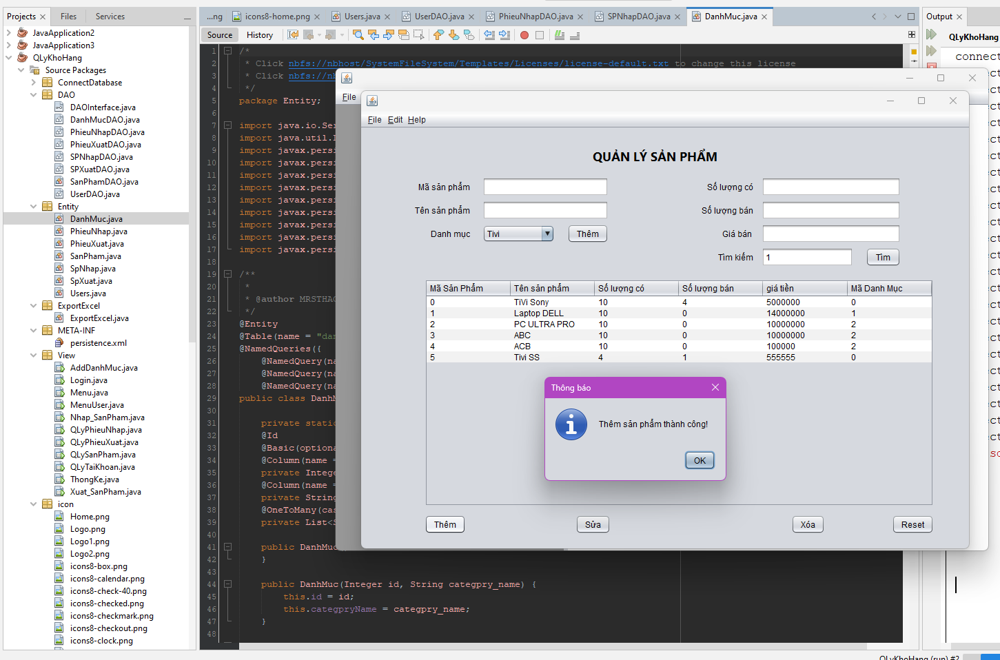 Projects
Files
Services
JavaApplication2
JavaApplication3
QLyKhoHang
Source Packages
ConnectDatabase
DAO
DAOInterface.java
DanhMucDAO.java
PhieuNhapDAO.java
PhieuXuatDAO.java
SPNhapDAO.java
SPXuatDAO.java
SanPhamDAO.java
UserDAO.java
Entity
DanhMuc.java
PhieuNhap.java
PhieuXuat.java
SanPham.java
SpNhap.java
SpXuat.java
Users.java
ExportExcel
ExportExcel.java
META-INF
persistence.xml
View
AddDanhMuc.java
Login.java
Menu.java
MenuUser.java
Nhap_SanPham.java
QLyPhieuNhap.java
QLyPhieuXuat.java
QLySanPham.java
QLyTaiKhoan.java
ThongKe.java
Xuat_SanPham.java
icon
Home.png
Logo.png
Logo1.png
Logo2.png
icons8-box.png
icons8-calendar.png
icons8-check-40.png
icons8-checked.png
icons8-checkmark.png
icons8-checkout.png
icons8-clock.png
...ng icons8-home.png Users.java UserDAO.java PhieuNhapDAO.java SPNhapDAO.java DanhMuc.java
Source History
1 /*
2 * Click nbfs://nbhost/SystemFileSystem/Templates/Licenses/license-default.txt to change this license
3 * Click nbfs://nb
4 */
5 package Entity;
6
7 import java.io.Se
8 import java.util.
9 import javax.pers
10 import javax.pers
11 import javax.pers
12 import javax.pers
13 import javax.pers
14 import javax.pers
15 import javax.pers
16 import javax.pers
17 import javax.pers
18
19 /**
20 *
21 * @author MRSTHAO
22 */
23 @Entity
24 @Table(name = "da
25 @NamedQueries({
26 @NamedQuery(na
27 @NamedQuery(na
28 @NamedQuery(na
29 public class DanhM
30
31 private static
32 @Id
33 @Basic(optiona
34 @Column(name =
35 private Intege
36 @Column(name =
37 private String
38 @OneToMany(cas
39 private List<S
40
41 public DanhMuc
42 }
43
44 public DanhMuc(Integer id, String categpry_name) {
45 this.id = id;
46 this.categpryName = categpry_name;
47 }
48
File
File Edit Help
QUẢN LÝ SẢN PHẨM
Mã sản phẩm Số lượng có
Tên sản phẩm Số lượng bán
Danh mục Tivi Thêm Giá bán
Tìm kiếm 1 Tìm
Mã Sản Phẩm Tên sản phẩm Số lượng có Số lượng bán giá tiền Mã Danh Mục
0 TiVi Sony 10 4 5000000 0
1 Laptop DELL 10 0 14000000 1
2 PC ULTRA PRO 10 0 10000000 2
3 ABC 10 0 10000000 2
4 ACB 10 0 100000 2
5 Tivi SS 4 1 555555 0
Thông báo
Thêm sản phẩm thành công!
OK
Thêm Sửa Xóa Reset
Output
QLyKhoHang
connect
QLyKhoHang (run) #2